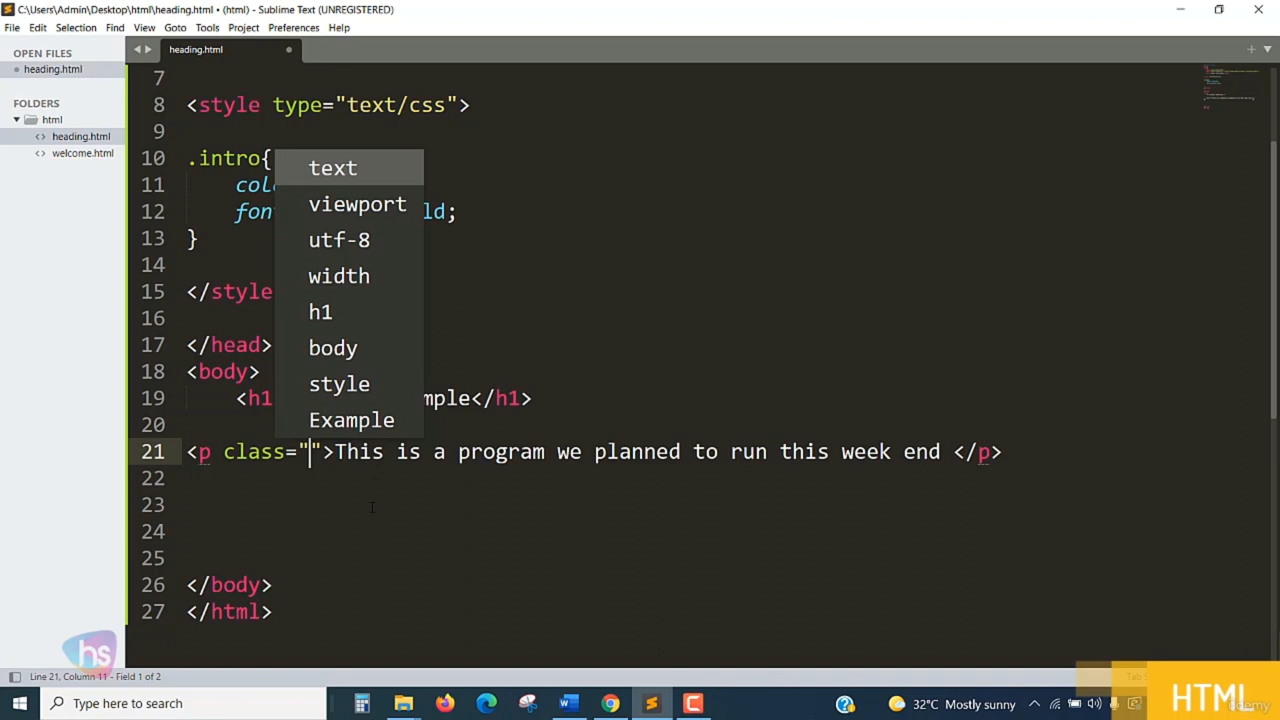 C:\Users\Admin\Desktop\html\heading.html • (html) - Sublime Text (UNREGISTERED)
File Edit Selection Find View Goto Tools Project Preferences Help
OPEN FILES
heading.html
FOLDERS
html
heading.html
welcome.html
heading.html
7
8 <style type="text/css">
9
10 .intro{
11 col
12 fon ld;
13 }
14
15 </style
16
17 </head>
18 <body>
19 <h1 mple</h1>
20
21 <p class="">This is a program we planned to run this week end </p>
22
23
24
25
26 </body>
27 </html>
text
viewport
utf-8
width
h1
body
style
Example
hs
Line 21, Column 11 - Field 1 of 2
Tab S
Type here to search
32°C Mostly sunny
HTML
udemy